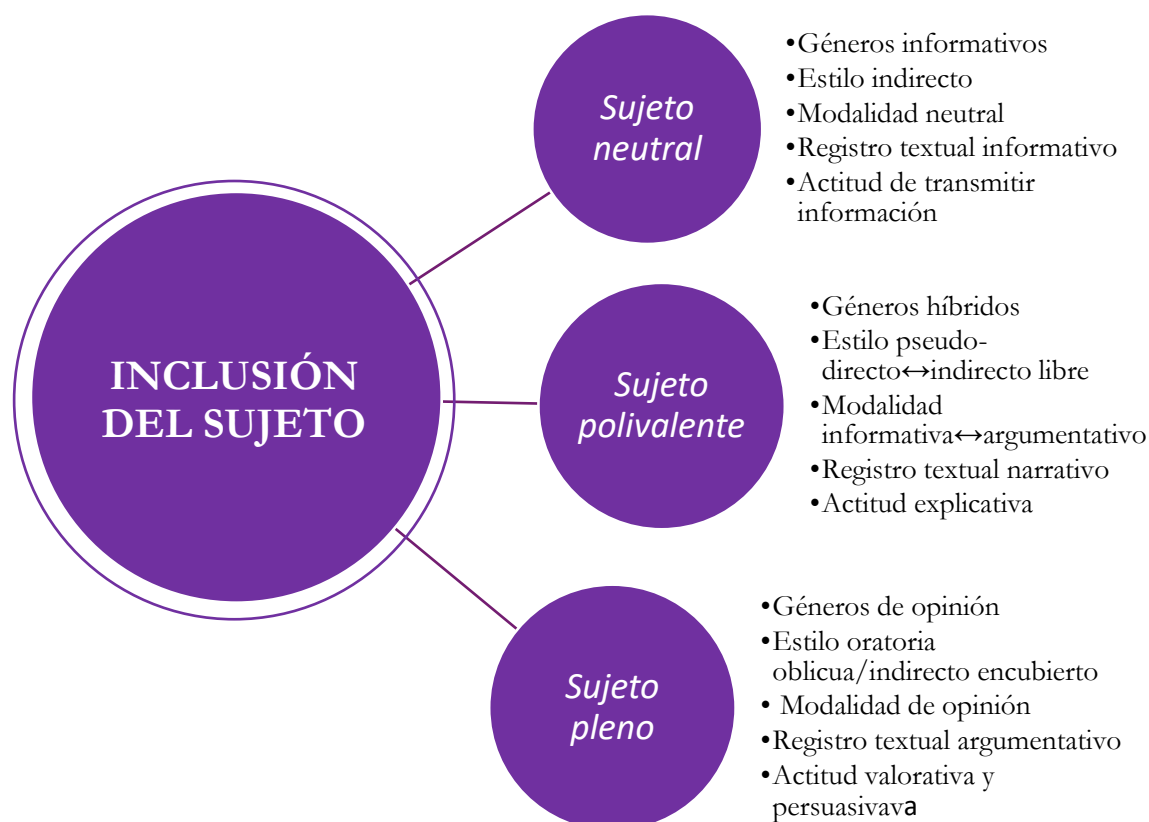 INCLUSIÓN
DEL SUJETO
Sujeto
neutral
•Géneros informativos
•Estilo indirecto
•Modalidad neutral
•Registro textual informativo
•Actitud de transmitir
información
Sujeto
polivalente
•Géneros híbridos
•Estilo pseudo-
directo↔indirecto libre
•Modalidad
informativa↔argumentativo
•Registro textual narrativo
•Actitud explicativa
Sujeto
pleno
•Géneros de opinión
•Estilo oratoria
oblicua/indirecto encubierto
• Modalidad de opinión
•Registro textual argumentativo
•Actitud valorativa y
persuasivava